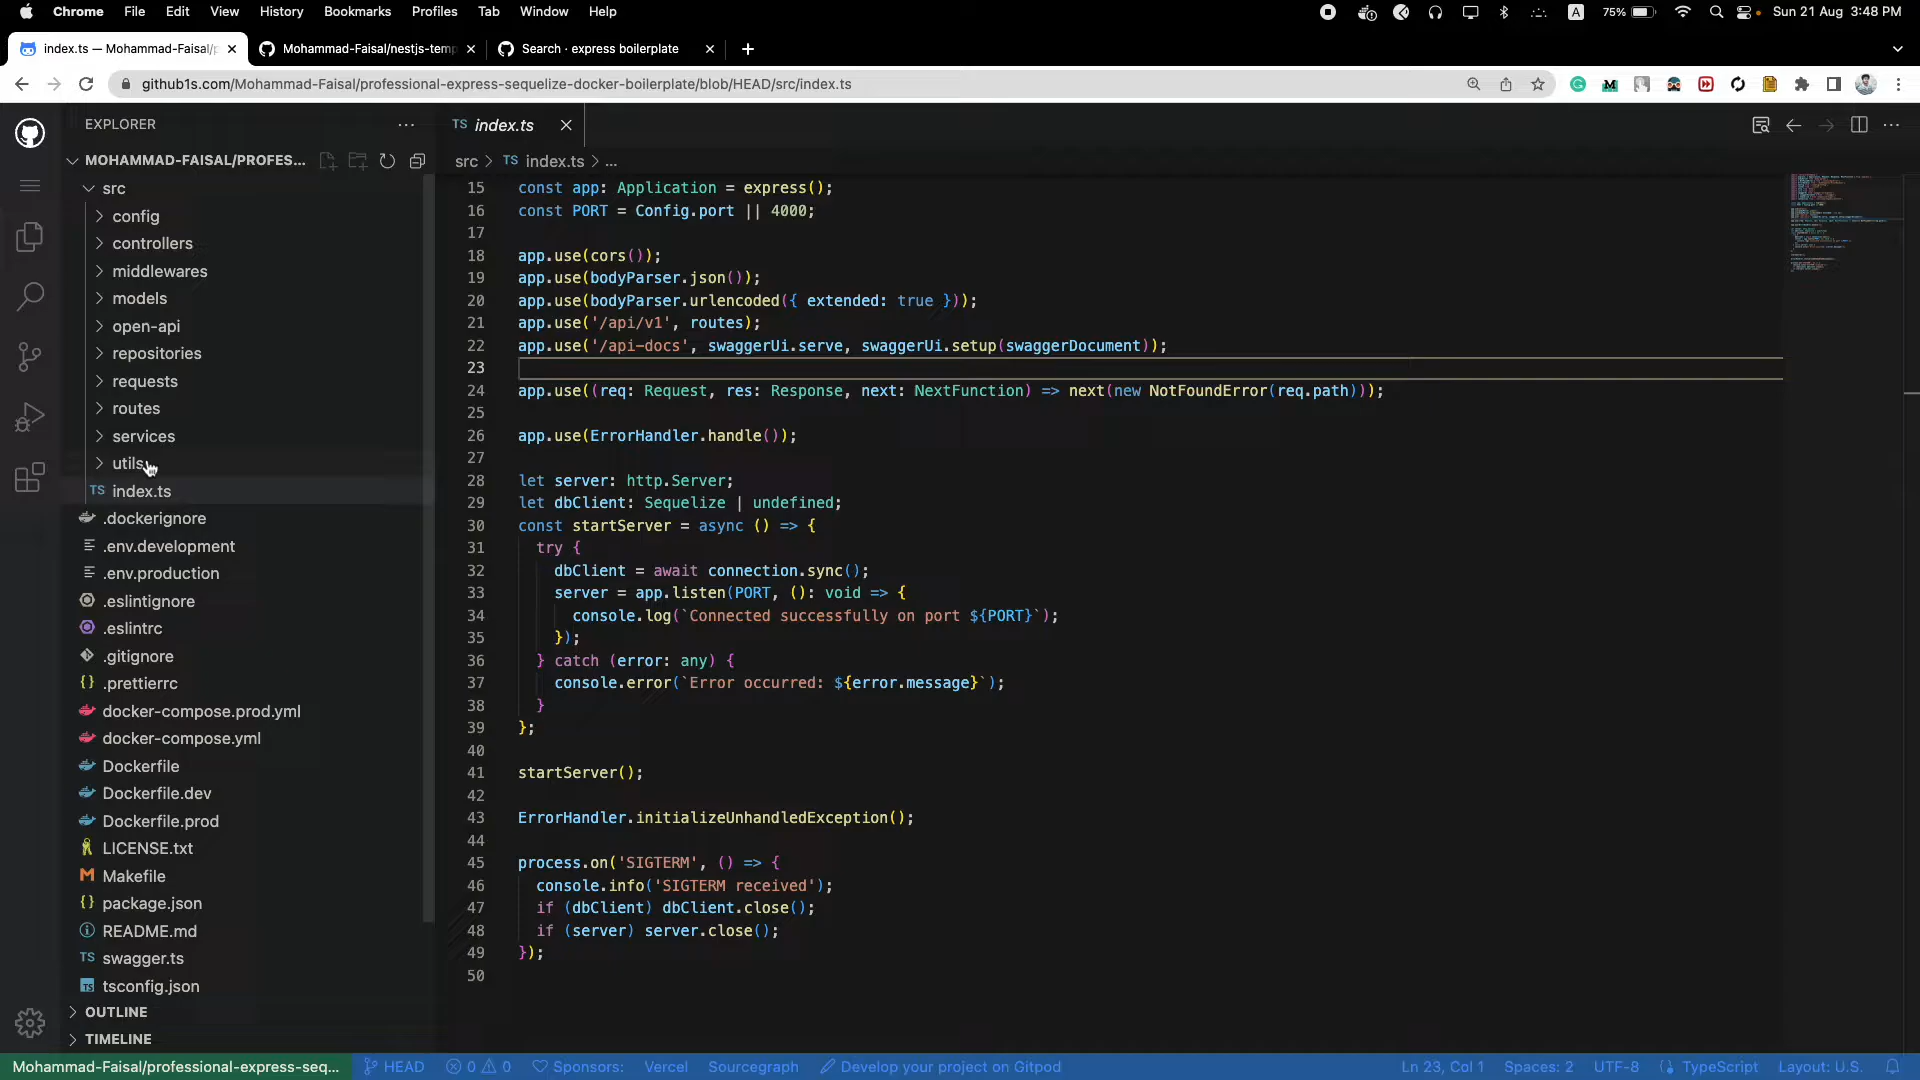 Chrome File Edit View History Bookmarks Profiles Tab Window Help A 75% Sun 21 Aug 3:48 PM
index.ts — Mohammad-Faisal/p Mohammad-Faisal/nestjs-temp Search · express boilerplate
github1s.com/Mohammad-Faisal/professional-express-sequelize-docker-boilerplate/blob/HEAD/src/index.ts
EXPLORER
MOHAMMAD-FAISAL/PROFES...
src
config
controllers
middlewares
models
open-api
repositories
requests
routes
services
utils
TS index.ts
.dockerignore
.env.development
.env.production
.eslintignore
.eslintrc
.gitignore
{} .prettierrc
docker-compose.prod.yml
docker-compose.yml
Dockerfile
Dockerfile.dev
Dockerfile.prod
LICENSE.txt
M Makefile
{} package.json
README.md
TS swagger.ts
TS tsconfig.json
OUTLINE
TIMELINE
TS index.ts
src > TS index.ts > ...
15 const app: Application = express();
16 const PORT = Config.port || 4000;
17
18 app.use(cors());
19 app.use(bodyParser.json());
20 app.use(bodyParser.urlencoded({ extended: true }));
21 app.use('/api/v1', routes);
22 app.use('/api-docs', swaggerUi.serve, swaggerUi.setup(swaggerDocument));
23
24 app.use((req: Request, res: Response, next: NextFunction) => next(new NotFoundError(req.path)));
25
26 app.use(ErrorHandler.handle());
27
28 let server: http.Server;
29 let dbClient: Sequelize | undefined;
30 const startServer = async () => {
31 try {
32 dbClient = await connection.sync();
33 server = app.listen(PORT, (): void => {
34 console.log(`Connected successfully on port ${PORT}`);
35 });
36 } catch (error: any) {
37 console.error(`Error occurred: ${error.message}`);
38 }
39 };
40
41 startServer();
42
43 ErrorHandler.initializeUnhandledException();
44
45 process.on('SIGTERM', () => {
46 console.info('SIGTERM received');
47 if (dbClient) dbClient.close();
48 if (server) server.close();
49 });
50
Mohammad-Faisal/professional-express-seq... HEAD 0 0 Sponsors: Vercel Sourcegraph Develop your project on Gitpod Ln 23, Col 1 Spaces: 2 UTF-8 TypeScript Layout: U.S.